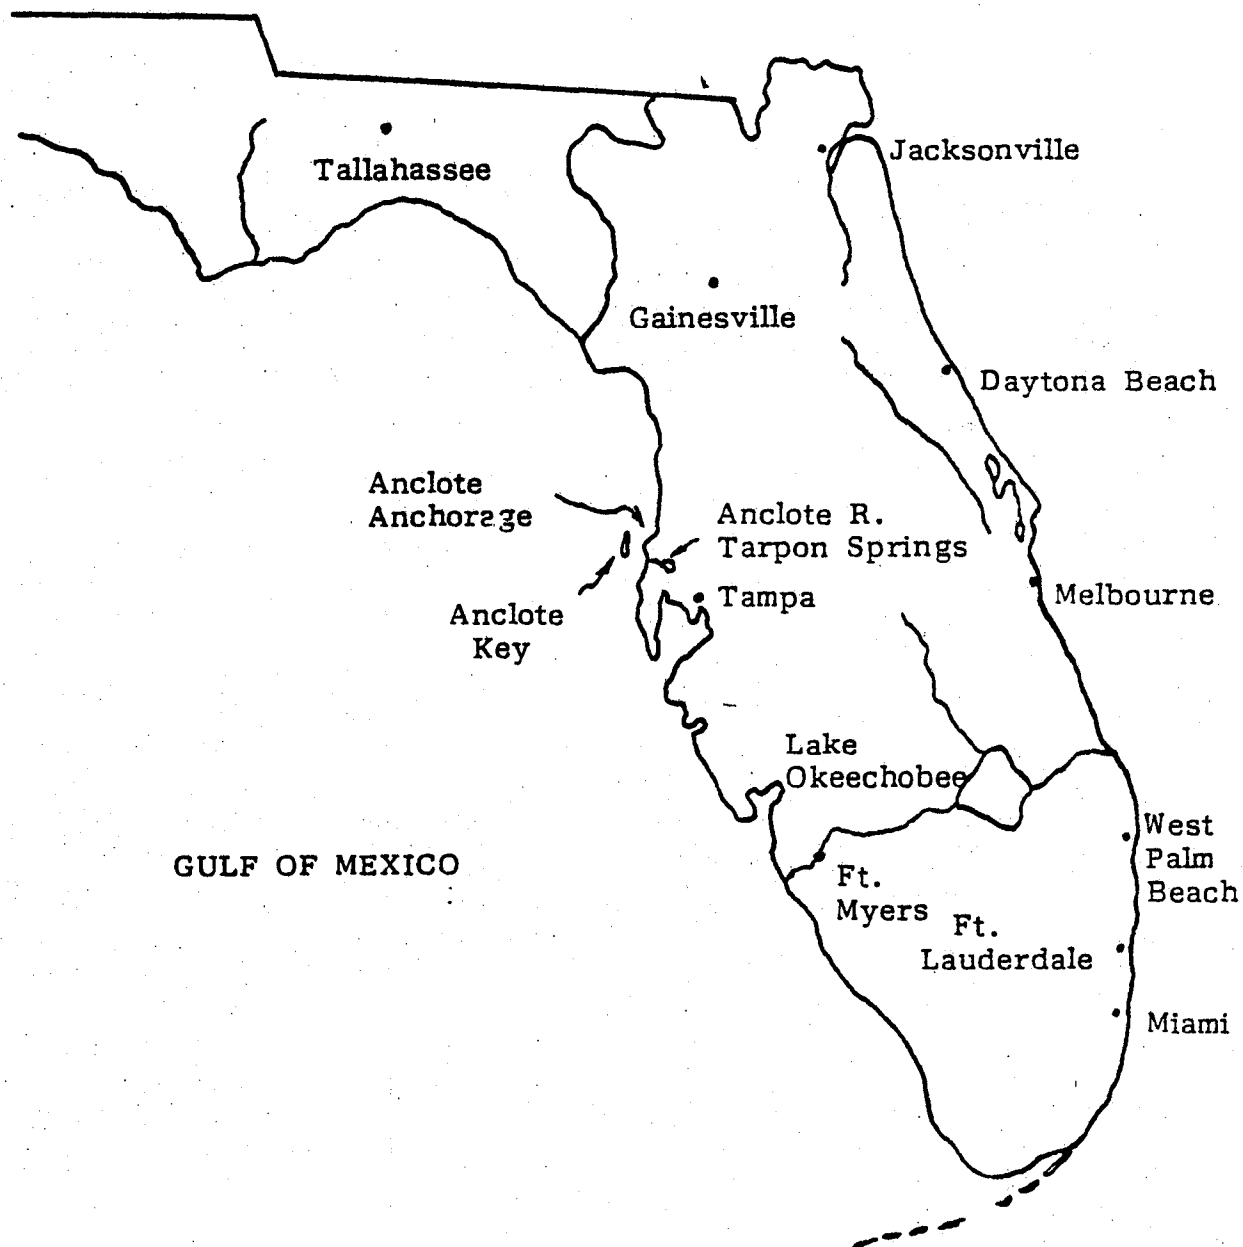 Tallahassee
Jacksonville
Gainesville
Daytona Beach
Anclote
Anchorage
Anclote R.
Tarpon Springs
Tampa
Melbourne
Anclote
Key
Lake
Okeechobee
GULF OF MEXICO
West
Palm
Beach
Ft.
Myers
Ft.
Lauderdale
Miami